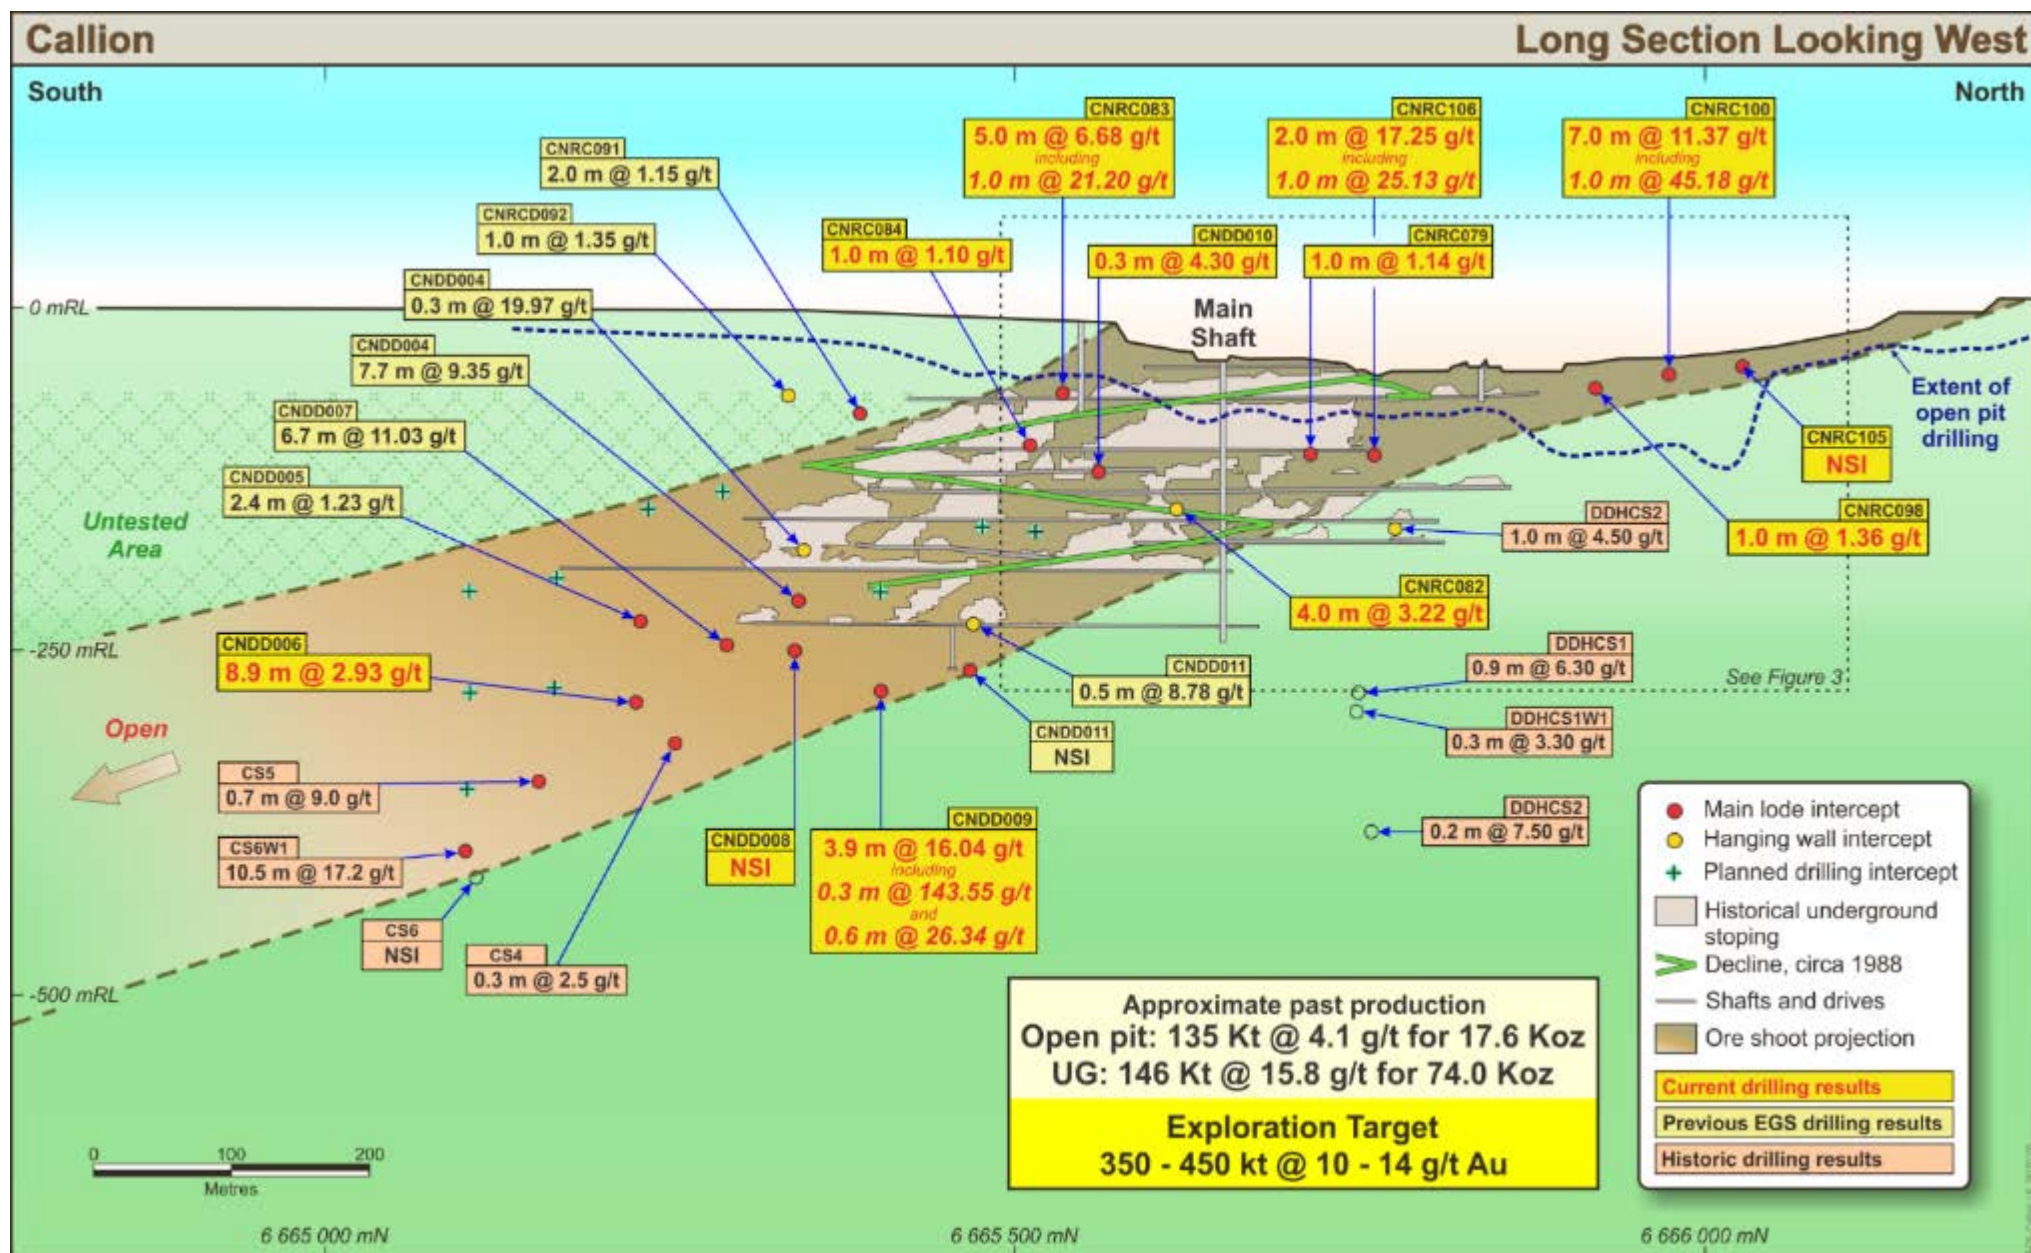 Callion
Long Section Looking West
South
North
CNRC083
5.0 m @ 6.68 g/t
including
1.0 m @ 21.20 g/t
CNRC106
2.0 m @ 17.25 g/t
including
1.0 m @ 25.13 g/t
CNRC100
7.0 m @ 11.37 g/t
including
1.0 m @ 45.18 g/t
CNRC091
2.0 m @ 1.15 g/t
CNRCD092
1.0 m @ 1.35 g/t
CNRC084
1.0 m @ 1.10 g/t
CNDD010
0.3 m @ 4.30 g/t
CNRC079
1.0 m @ 1.14 g/t
CNDD004
0.3 m @ 19.97 g/t
0 mRL
Main
Shaft
CNDD004
7.7 m @ 9.35 g/t
Extent of
open pit
drilling
CNDD007
6.7 m @ 11.03 g/t
CNRC105
NSI
CNDD005
2.4 m @ 1.23 g/t
Untested
Area
DDHCS2
1.0 m @ 4.50 g/t
CNRC098
1.0 m @ 1.36 g/t
CNRC082
4.0 m @ 3.22 g/t
-250 mRL
CNDD006
8.9 m @ 2.93 g/t
DDHCS1
0.9 m @ 6.30 g/t
CNDD011
0.5 m @ 8.78 g/t
See Figure 3
Open
CNDD011
NSI
DDHCS1W1
0.3 m @ 3.30 g/t
CS5
0.7 m @ 9.0 g/t
DDHCS2
0.2 m @ 7.50 g/t
CS6W1
10.5 m @ 17.2 g/t
CNDD008
NSI
CNDD009
3.9 m @ 16.04 g/t
including
0.3 m @ 143.55 g/t
and
0.6 m @ 26.34 g/t
CS6
NSI
CS4
0.3 m @ 2.5 g/t
-500 mRL
Main lode intercept
Hanging wall intercept
Planned drilling intercept
Historical underground
stoping
Decline, circa 1988
Shafts and drives
Ore shoot projection
Current drilling results
Previous EGS drilling results
Historic drilling results
Approximate past production
Open pit: 135 Kt @ 4.1 g/t for 17.6 Koz
UG: 146 Kt @ 15.8 g/t for 74.0 Koz
Exploration Target
350 - 450 kt @ 10 - 14 g/t Au
0 100 200
Metres
6 665 000 mN
6 665 500 mN
6 666 000 mN